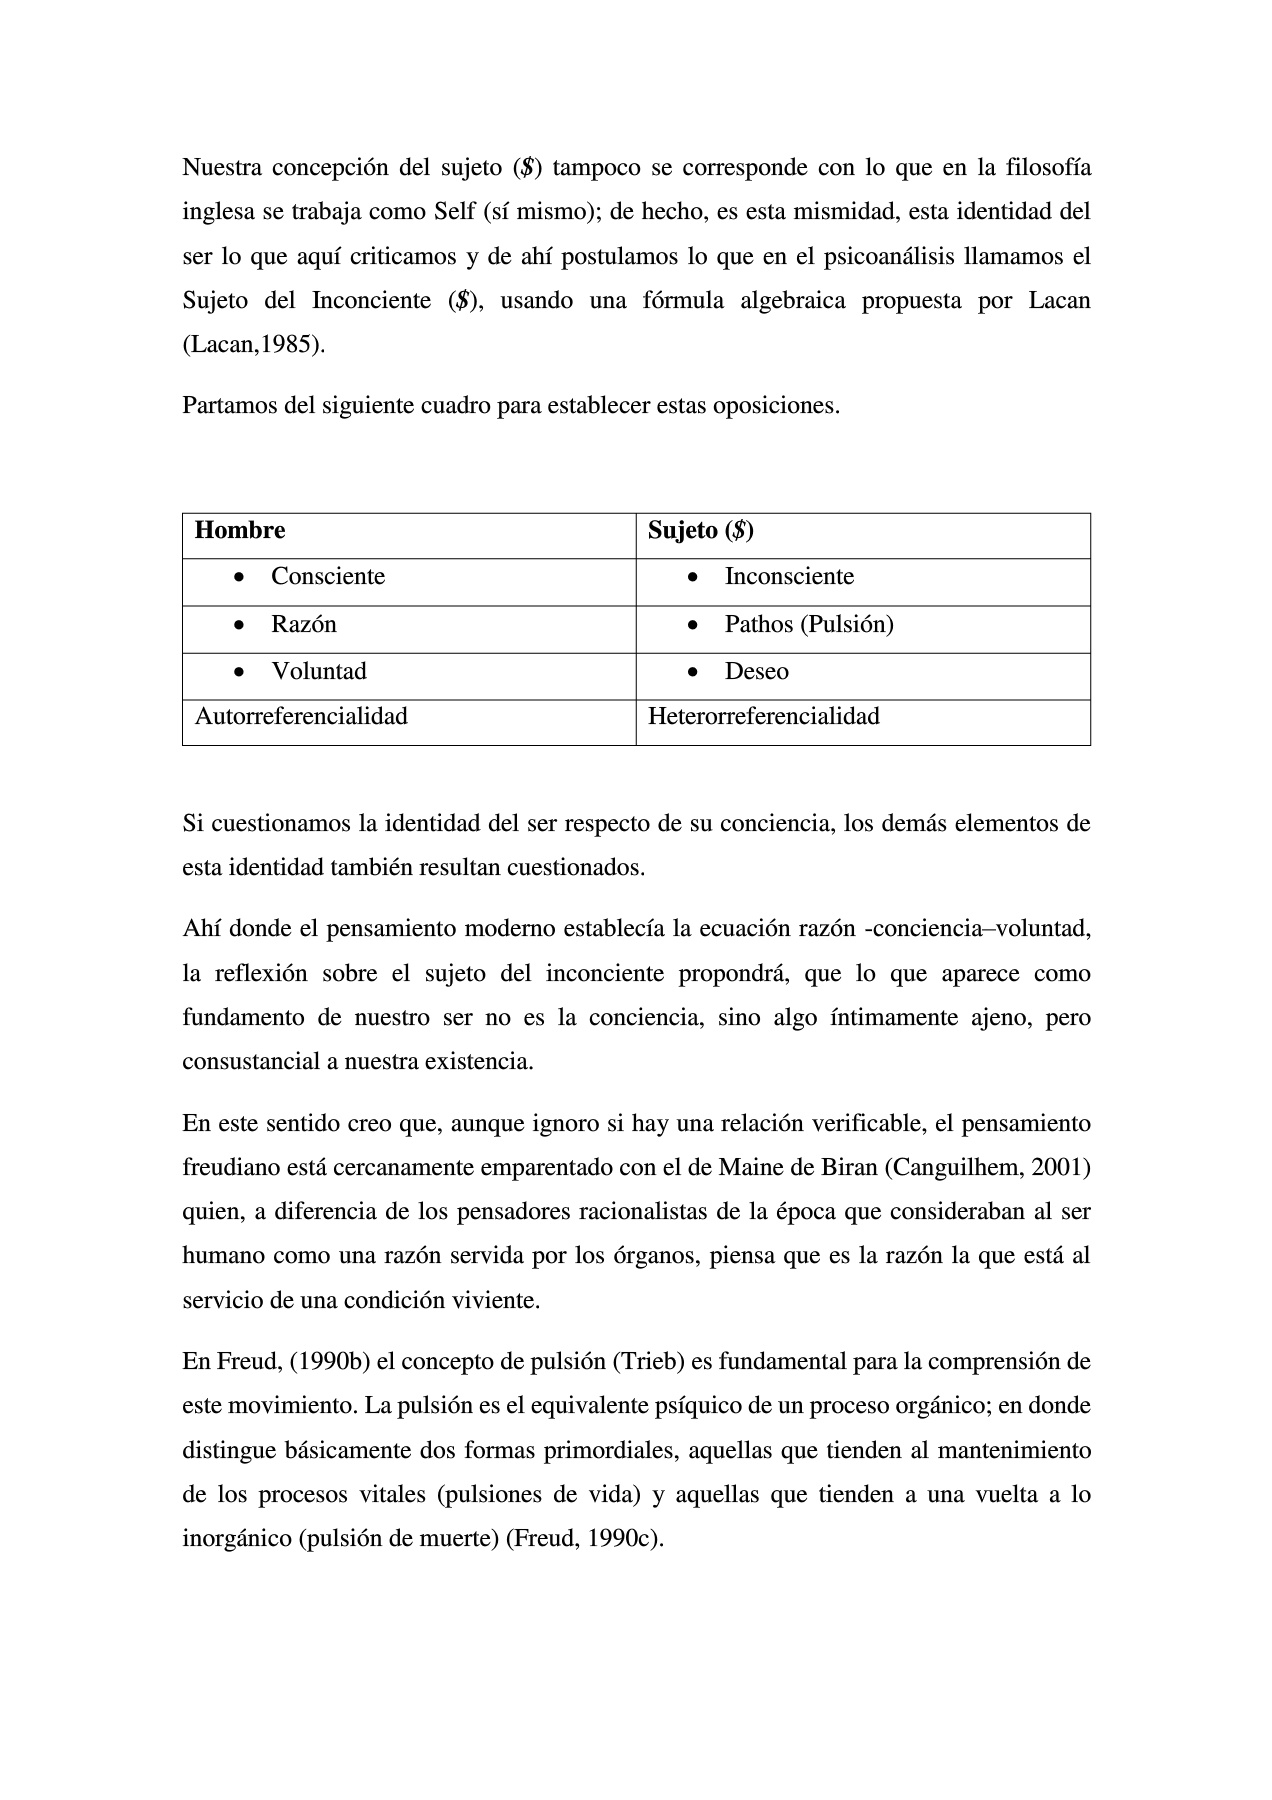 Nuestra concepción del sujeto ($) tampoco se corresponde con lo que en la filosofía
inglesa se trabaja como Self (sí mismo); de hecho, es esta mismidad, esta identidad del
ser lo que aquí criticamos y de ahí postulamos lo que en el psicoanálisis llamamos el
Sujeto del Inconciente ($), usando una fórmula algebraica propuesta por Lacan
(Lacan,1985).
Partamos del siguiente cuadro para establecer estas oposiciones.
Hombre Sujeto ($)
• Consciente • Inconsciente
• Razón • Pathos (Pulsión)
• Voluntad • Deseo
Autorreferencialidad Heterorreferencialidad
Si cuestionamos la identidad del ser respecto de su conciencia, los demás elementos de
esta identidad también resultan cuestionados.
Ahí donde el pensamiento moderno establecía la ecuación razón -conciencia–voluntad,
la reflexión sobre el sujeto del inconciente propondrá, que lo que aparece como
fundamento de nuestro ser no es la conciencia, sino algo íntimamente ajeno, pero
consustancial a nuestra existencia.
En este sentido creo que, aunque ignoro si hay una relación verificable, el pensamiento
freudiano está cercanamente emparentado con el de Maine de Biran (Canguilhem, 2001)
quien, a diferencia de los pensadores racionalistas de la época que consideraban al ser
humano como una razón servida por los órganos, piensa que es la razón la que está al
servicio de una condición viviente.
En Freud, (1990b) el concepto de pulsión (Trieb) es fundamental para la comprensión de
este movimiento. La pulsión es el equivalente psíquico de un proceso orgánico; en donde
distingue básicamente dos formas primordiales, aquellas que tienden al mantenimiento
de los procesos vitales (pulsiones de vida) y aquellas que tienden a una vuelta a lo
inorgánico (pulsión de muerte) (Freud, 1990c).